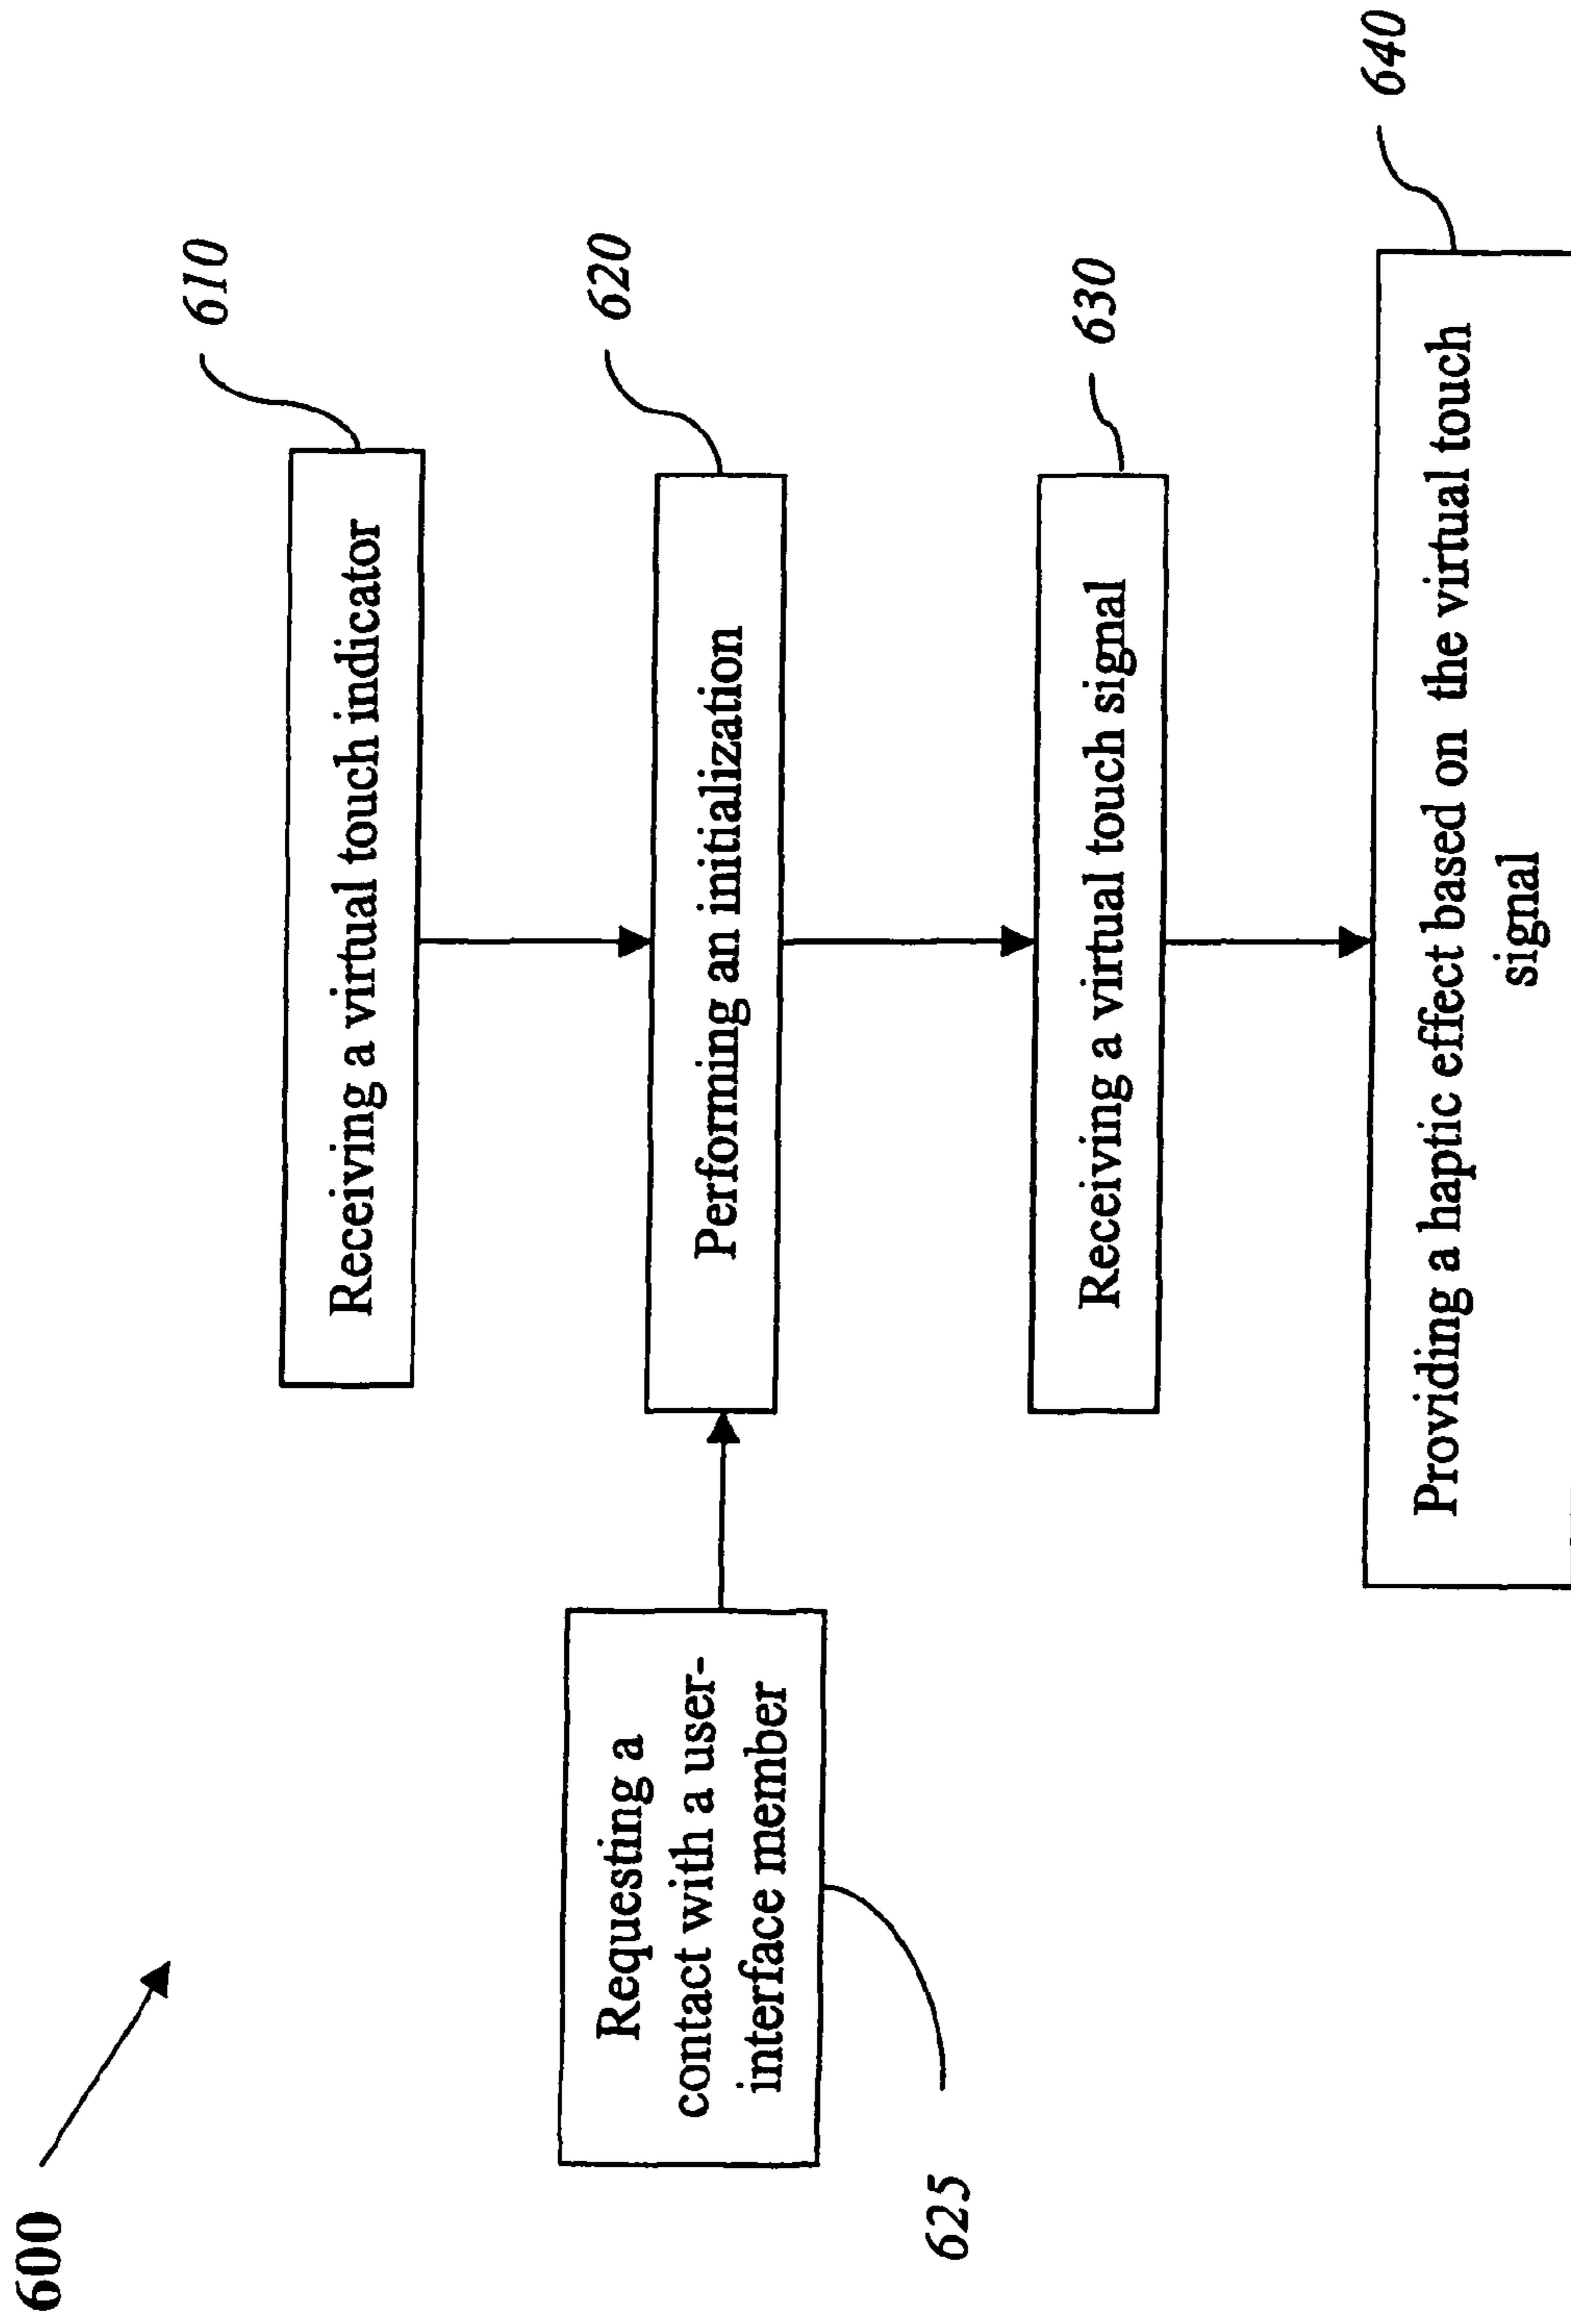 600
Receiving a virtual touch indicator
610
Requesting a
contact with a user-
interface member
625
Performing an initialization
620
Receiving a virtual touch signal
630
Providing a haptic effect based on the virtual touch
signal
640